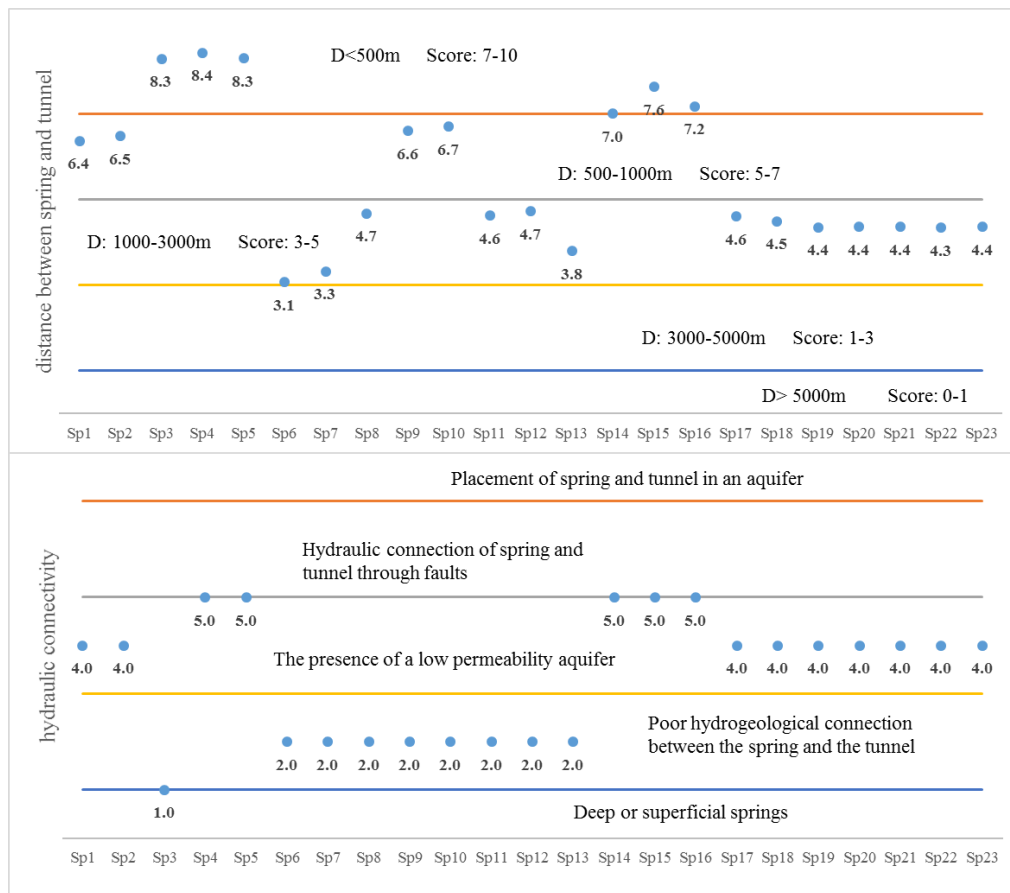 distance between spring and tunnel
D<500m Score: 7-10
8.3 8.4 8.3
6.4 6.5 6.6 6.7 7.0 7.6 7.2
D: 500-1000m Score: 5-7
D: 1000-3000m Score: 3-5
4.7 4.6 4.7 3.8 4.6 4.5 4.4 4.4 4.4 4.3 4.4
3.1 3.3
D: 3000-5000m Score: 1-3
D> 5000m Score: 0-1
Sp1 Sp2 Sp3 Sp4 Sp5 Sp6 Sp7 Sp8 Sp9 Sp10 Sp11 Sp12 Sp13 Sp14 Sp15 Sp16 Sp17 Sp18 Sp19 Sp20 Sp21 Sp22 Sp23
hydraulic connectivity
Placement of spring and tunnel in an aquifer
Hydraulic connection of spring and
tunnel through faults
5.0 5.0 5.0 5.0 5.0
The presence of a low permeability aquifer
4.0 4.0 4.0 4.0 4.0 4.0 4.0 4.0 4.0
Poor hydrogeological connection
between the spring and the tunnel
2.0 2.0 2.0 2.0 2.0 2.0 2.0 2.0
1.0
Deep or superficial springs
Sp1 Sp2 Sp3 Sp4 Sp5 Sp6 Sp7 Sp8 Sp9 Sp10 Sp11 Sp12 Sp13 Sp14 Sp15 Sp16 Sp17 Sp18 Sp19 Sp20 Sp21 Sp22 Sp23